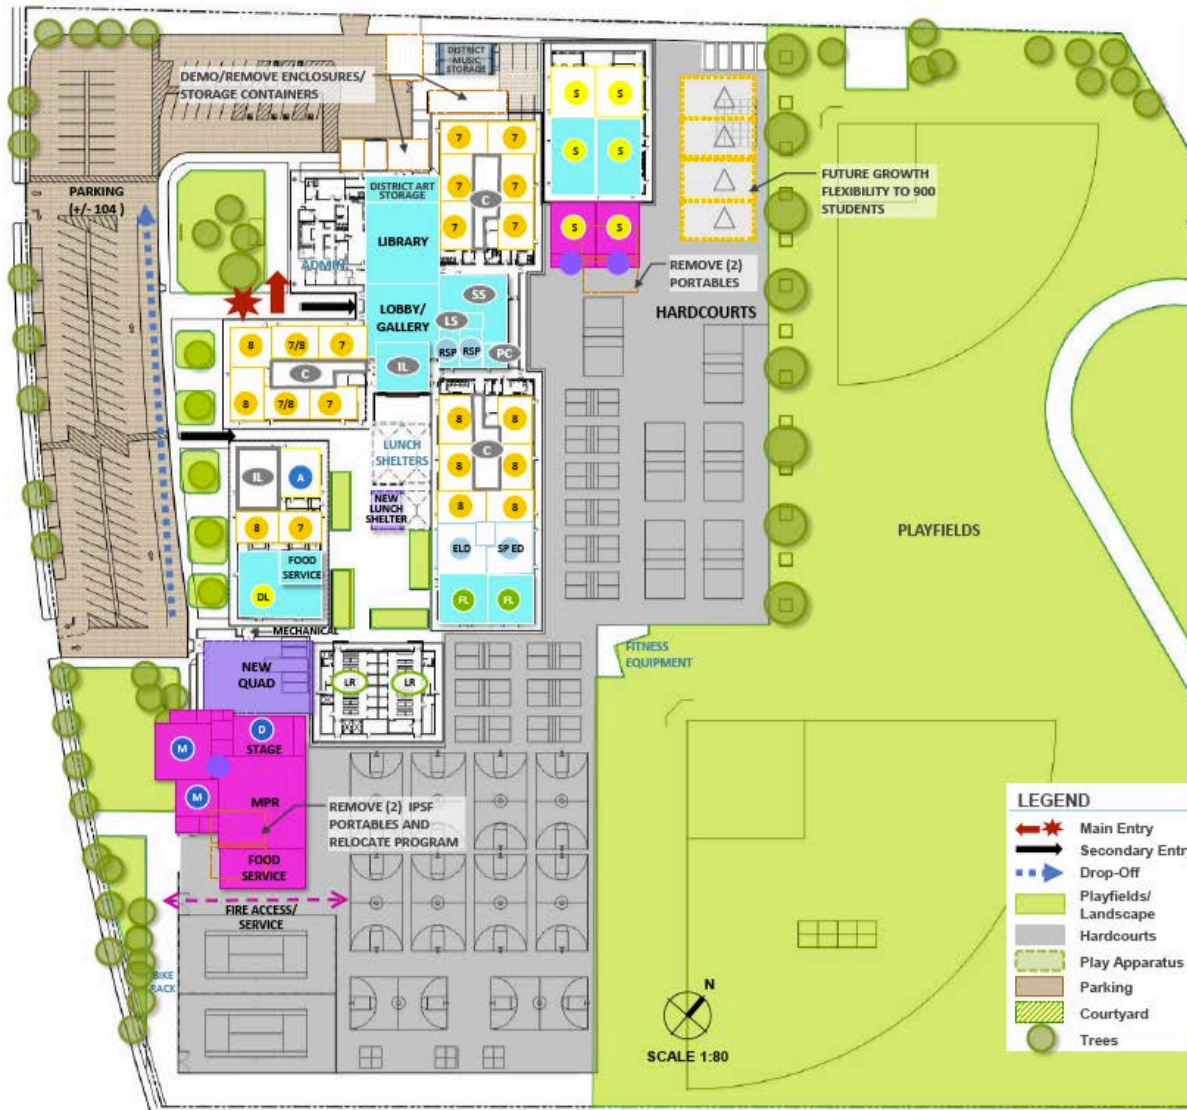 DISTRICT
MUSIC
STORAGE
DEMO/REMOVE ENCLOSURES/
STORAGE CONTAINERS
S S
7 7
S S
PARKING
(+/- 104 )
DISTRICT ART
STORAGE
7 C 7
FUTURE GROWTH
FLEXIBILITY TO 900
STUDENTS
LIBRARY
7 7
S S
ADMIN
REMOVE (2)
PORTABLES
SS
LOBBY/
GALLERY
LS
HARDCOURTS
8 7/8 7
RSP RSP PC
C
IL
8 7/8 7
8 8
LUNCH
SHELTERS
C
IL A
8 8
NEW
LUNCH
SHELTER
8 8
8 7
PLAYFIELDS
FOOD
SERVICE
ELD SP ED
DL
FL FL
MECHANICAL
FITNESS
EQUIPMENT
NEW
QUAD
LR LR
D
STAGE
M
M
MPR
REMOVE (2) IPSF
PORTABLES AND
RELOCATE PROGRAM
FOOD
SERVICE
FIRE ACCESS/
SERVICE
BIKE
RACK
N
SCALE 1:80
LEGEND
Main Entry
Secondary Entry
Drop-Off
Playfields/
Landscape
Hardcourts
Play Apparatus
Parking
Courtyard
Trees